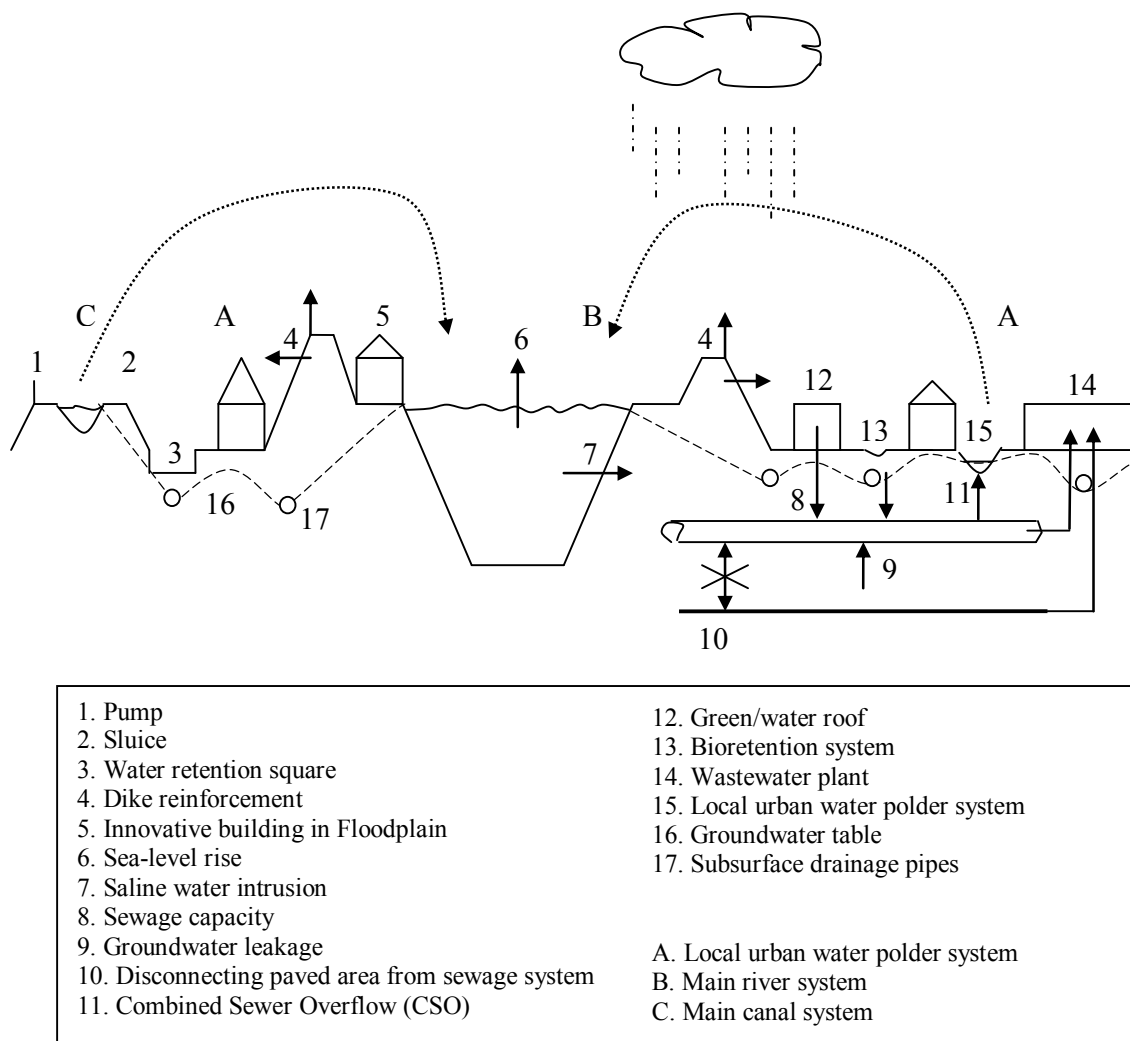 C
A
B
A
1
2
4
5
6
4
12
14
3
7
13
15
16
17
8
11
9
10
1. Pump
2. Sluice
3. Water retention square
4. Dike reinforcement
5. Innovative building in Floodplain
6. Sea-level rise
7. Saline water intrusion
8. Sewage capacity
9. Groundwater leakage
10. Disconnecting paved area from sewage system
11. Combined Sewer Overflow (CSO)
12. Green/water roof
13. Bioretention system
14. Wastewater plant
15. Local urban water polder system
16. Groundwater table
17. Subsurface drainage pipes
A. Local urban water polder system
B. Main river system
C. Main canal system